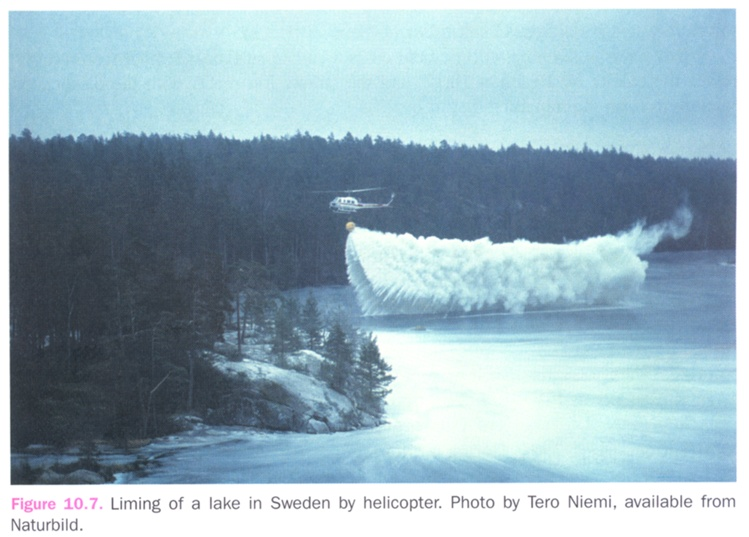 Figure 10.7. Liming of a lake in Sweden by helicopter. Photo by Tero Niemi, available from
Naturbild.